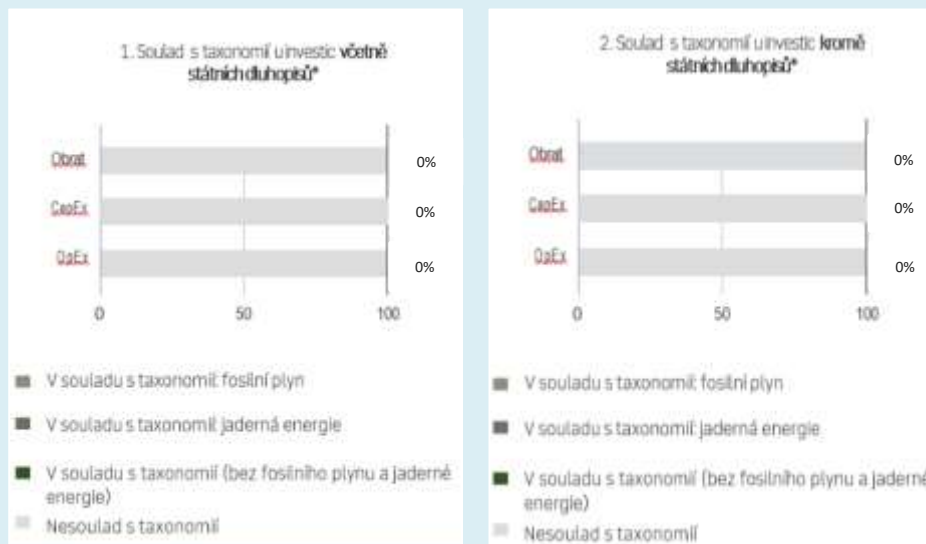 1. Soulad s taxonomií u investic včetně
státních dluhopisů*
Obrat
0%
CapEx
0%
OpEx
0%
0 50 100
V souladu s taxonomií: fosilní plyn
V souladu s taxonomií: jaderná energie
V souladu s taxonomií (bez fosilního plynu a jaderné
energie)
Nesoulad s taxonomií
2. Soulad s taxonomií u investic kromě
státních dluhopisů*
Obrat
0%
CapEx
0%
OpEx
0%
0 50 100
V souladu s taxonomií: fosilní plyn
V souladu s taxonomií: jaderná energie
V souladu s taxonomií (bez fosilního plynu a jaderné
energie)
Nesoulad s taxonomií